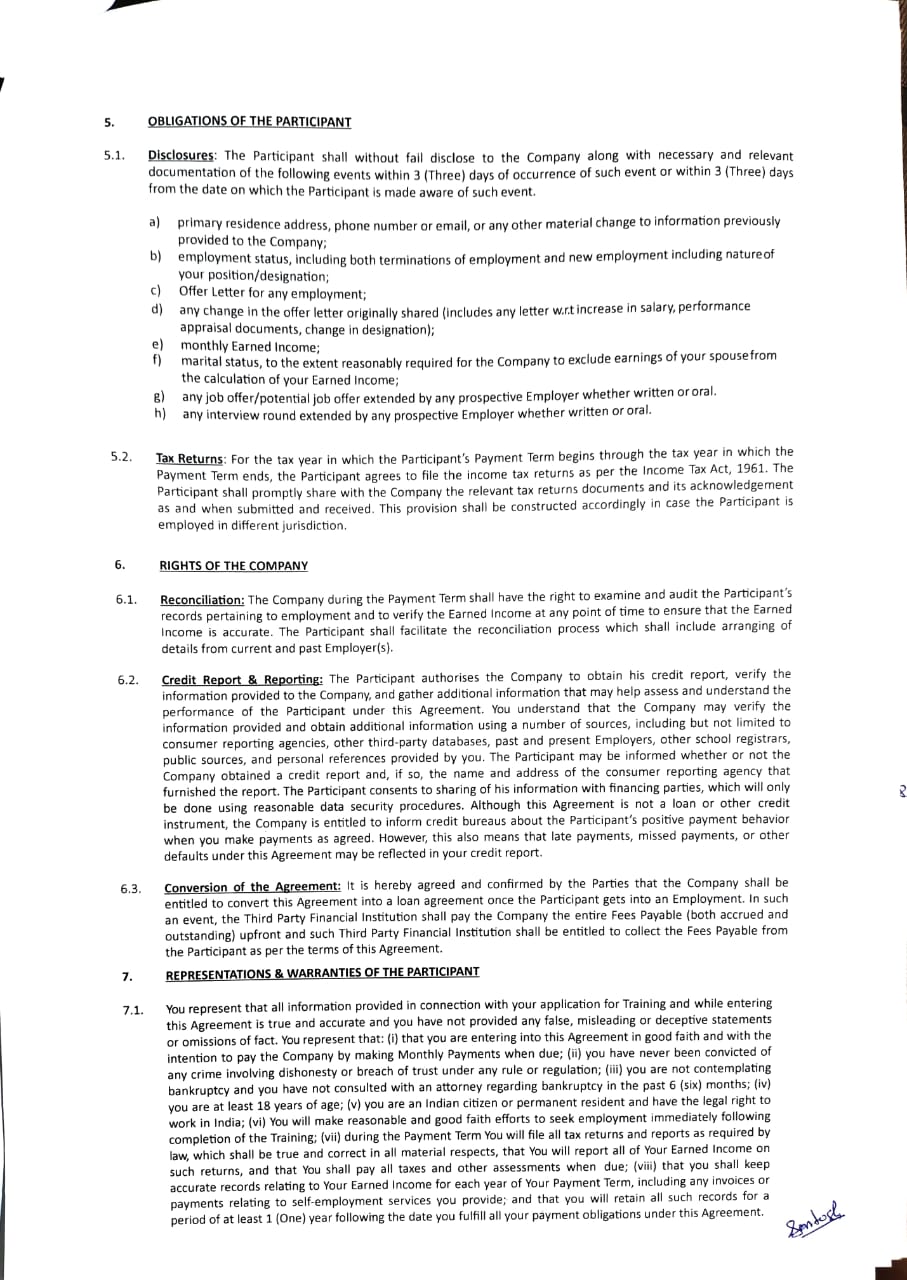 5. OBLIGATIONS OF THE PARTICIPANT
5.1. Disclosures: The Participant shall without fail disclose to the Company along with necessary and relevant
documentation of the following events within 3 (Three) days of occurrence of such event or within 3 (Three) days
from the date on which the Participant is made aware of such event.
a) primary residence address, phone number or email, or any other material change to information previously
provided to the Company;
b) employment status, including both terminations of employment and new employment including nature of
your position/designation;
c) Offer Letter for any employment;
d) any change in the offer letter originally shared (includes any letter w.r.t increase in salary, performance
appraisal documents, change in designation);
e) monthly Earned Income;
f) marital status, to the extent reasonably required for the Company to exclude earnings of your spouse from
the calculation of your Earned Income;
g) any job offer/potential job offer extended by any prospective Employer whether written or oral.
h) any interview round extended by any prospective Employer whether written or oral.
5.2. Tax Returns: For the tax year in which the Participant's Payment Term begins through the tax year in which the
Payment Term ends, the Participant agrees to file the income tax returns as per the Income Tax Act, 1961. The
Participant shall promptly share with the Company the relevant tax returns documents and its acknowledgement
as and when submitted and received. This provision shall be constructed accordingly in case the Participant is
employed in different jurisdiction.
6. RIGHTS OF THE COMPANY
6.1. Reconciliation: The Company during the Payment Term shall have the right to examine and audit the Participant's
records pertaining to employment and to verify the Earned Income at any point of time to ensure that the Earned
Income is accurate. The Participant shall facilitate the reconciliation process which shall include arranging of
details from current and past Employer(s).
6.2. Credit Report & Reporting: The Participant authorises the Company to obtain his credit report, verify the
information provided to the Company, and gather additional information that may help assess and understand the
performance of the Participant under this Agreement. You understand that the Company may verify the
information provided and obtain additional information using a number of sources, including but not limited to
consumer reporting agencies, other third-party databases, past and present Employers, other school registrars,
public sources, and personal references provided by you. The Participant may be informed whether or not the
Company obtained a credit report and, if so, the name and address of the consumer reporting agency that
furnished the report. The Participant consents to sharing of his information with financing parties, which will only
be done using reasonable data security procedures. Although this Agreement is not a loan or other credit
instrument, the Company is entitled to inform credit bureaus about the Participant's positive payment behavior
when you make payments as agreed. However, this also means that late payments, missed payments, or other
defaults under this Agreement may be reflected in your credit report.
6.3. Conversion of the Agreement: It is hereby agreed and confirmed by the Parties that the Company shall be
entitled to convert this Agreement into a loan agreement once the Participant gets into an Employment. In such
an event, the Third Party Financial Institution shall pay the Company the entire Fees Payable (both accrued and
outstanding) upfront and such Third Party Financial Institution shall be entitled to collect the Fees Payable from
the Participant as per the terms of this Agreement.
7. REPRESENTATIONS & WARRANTIES OF THE PARTICIPANT
7.1. You represent that all information provided in connection with your application for Training and while entering
this Agreement is true and accurate and you have not provided any false, misleading or deceptive statements
or omissions of fact. You represent that: (i) that you are entering into this Agreement in good faith and with the
intention to pay the Company by making Monthly Payments when due; (ii) you have never been convicted of
any crime involving dishonesty or breach of trust under any rule or regulation; (iii) you are not contemplating
bankruptcy and you have not consulted with an attorney regarding bankruptcy in the past 6 (six) months; (iv)
you are at least 18 years of age; (v) you are an Indian citizen or permanent resident and have the legal right to
work in India; (vi) You will make reasonable and good faith efforts to seek employment immediately following
completion of the Training; (vii) during the Payment Term You will file all tax returns and reports as required by
law, which shall be true and correct in all material respects, that You will report all of Your Earned Income on
such returns, and that You shall pay all taxes and other assessments when due; (viii) that you shall keep
accurate records relating to Your Earned Income for each year of Your Payment Term, including any invoices or
payments relating to self-employment services you provide; and that you will retain all such records for a
period of at least 1 (One) year following the date you fulfill all your payment obligations under this Agreement.